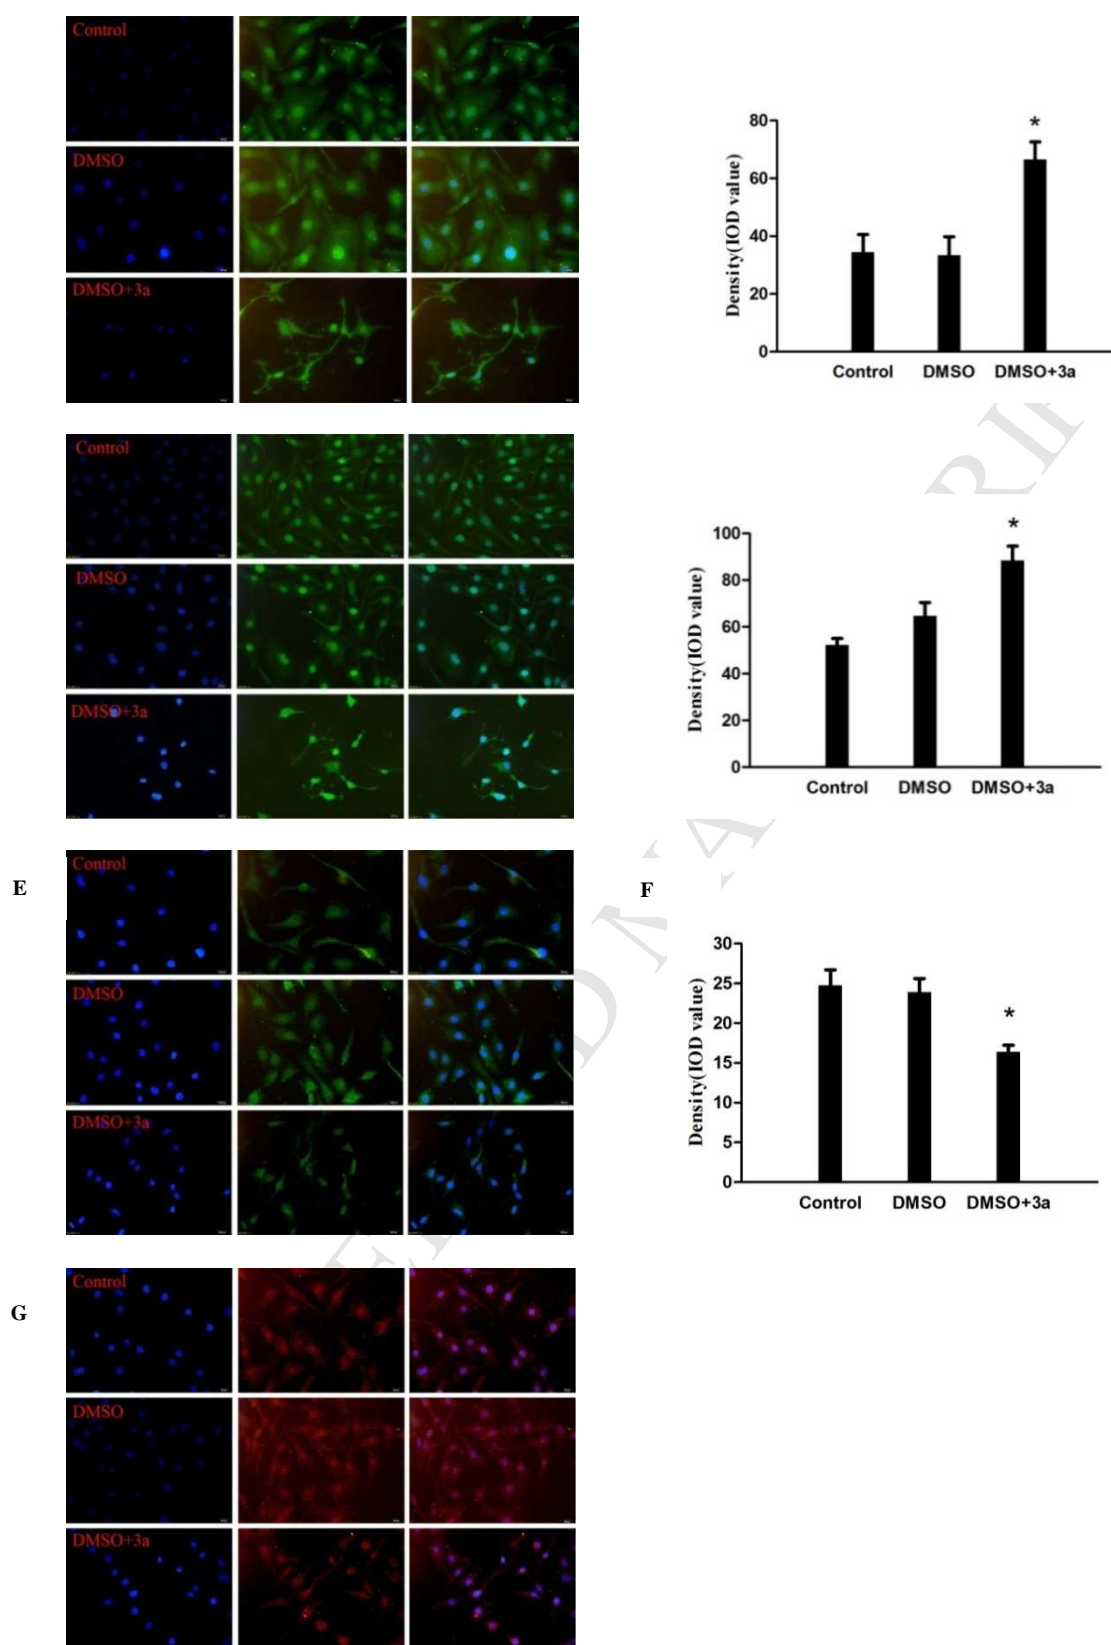 Control
DMSO
DMSO+3a
80
60
40
20
0
Density(IOD value)
*
Control DMSO DMSO+3a
Control
DMSO
DMSO+3a
100
80
60
40
20
0
Density(IOD value)
*
Control DMSO DMSO+3a
E
Control
DMSO
DMSO+3a
F
30
25
20
15
10
5
0
Density(IOD value)
*
Control DMSO DMSO+3a
G
Control
DMSO
DMSO+3a